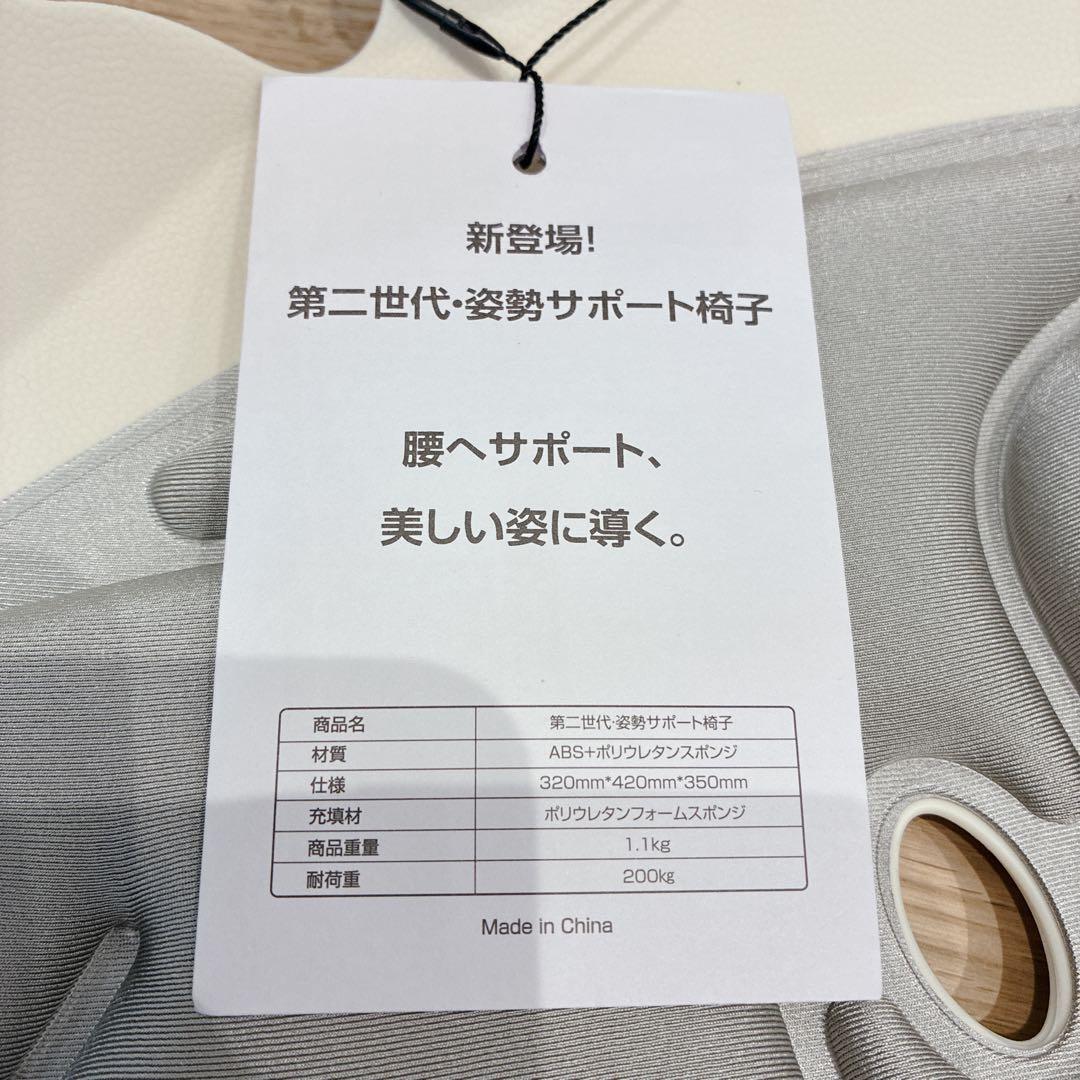 新登場!
第二世代・姿勢サポート椅子
腰へサポート、
美しい姿に導く。
商品名 第二世代・姿勢サポート椅子
材質 ABS+ポリウレタンスポンジ
仕様 320mm*420mm*350mm
充填材 ポリウレタンフォームスポンジ
商品重量 1.1kg
耐荷重 200kg
Made in China